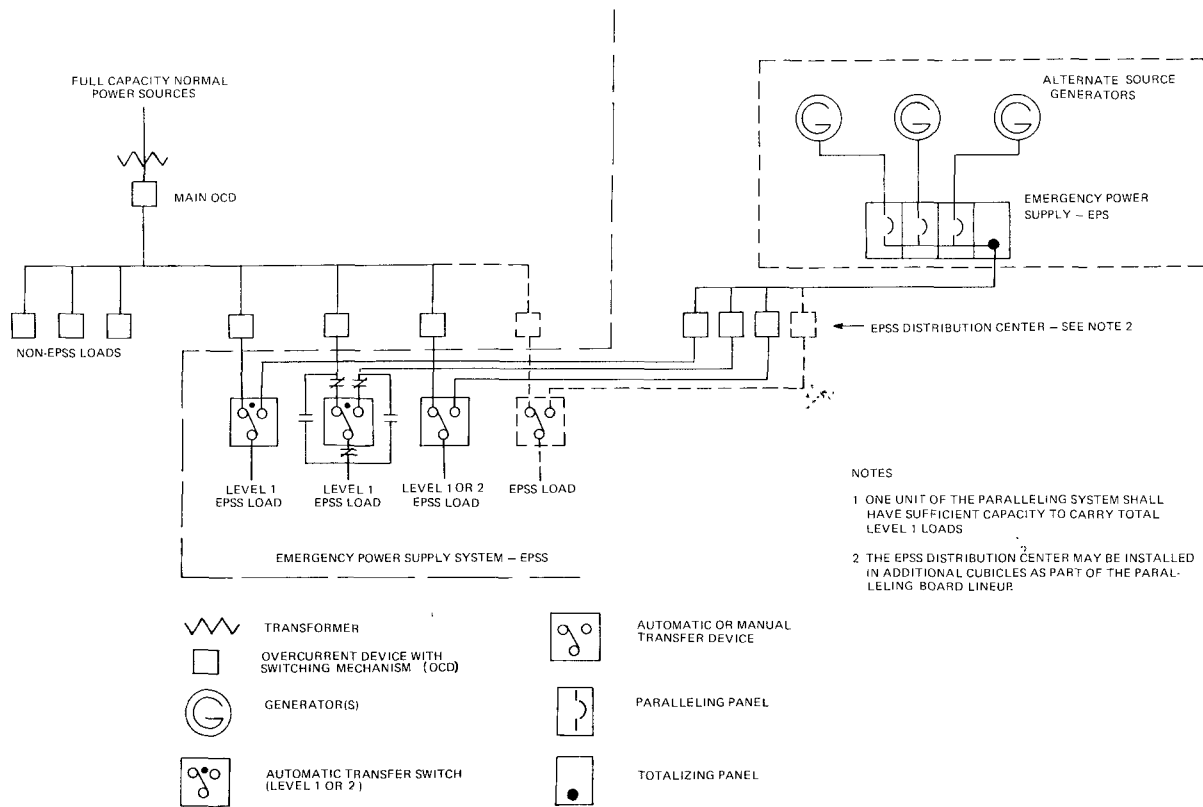 FULL CAPACITY NORMAL
POWER SOURCES
MAIN OCD
ALTERNATE SOURCE
GENERATORS
G
G
G
EMERGENCY POWER
SUPPLY – EPS
NON-EPSS LOADS
EPSS DISTRIBUTION CENTER – SEE NOTE 2
LEVEL 1
EPSS LOAD
LEVEL 1
EPSS LOAD
LEVEL 1 OR 2
EPSS LOAD
EPSS LOAD
EMERGENCY POWER SUPPLY SYSTEM – EPSS
NOTES
1 ONE UNIT OF THE PARALLELING SYSTEM SHALL
HAVE SUFFICIENT CAPACITY TO CARRY TOTAL
LEVEL 1 LOADS
2 THE EPSS DISTRIBUTION CENTER MAY BE INSTALLED
IN ADDITIONAL CUBICLES AS PART OF THE PARAL-
LELING BOARD LINEUP.
TRANSFORMER
OVERCURRENT DEVICE WITH
SWITCHING MECHANISM (OCD)
G
GENERATOR(S)
AUTOMATIC TRANSFER SWITCH
(LEVEL 1 OR 2)
AUTOMATIC OR MANUAL
TRANSFER DEVICE
PARALLELING PANEL
TOTALIZING PANEL